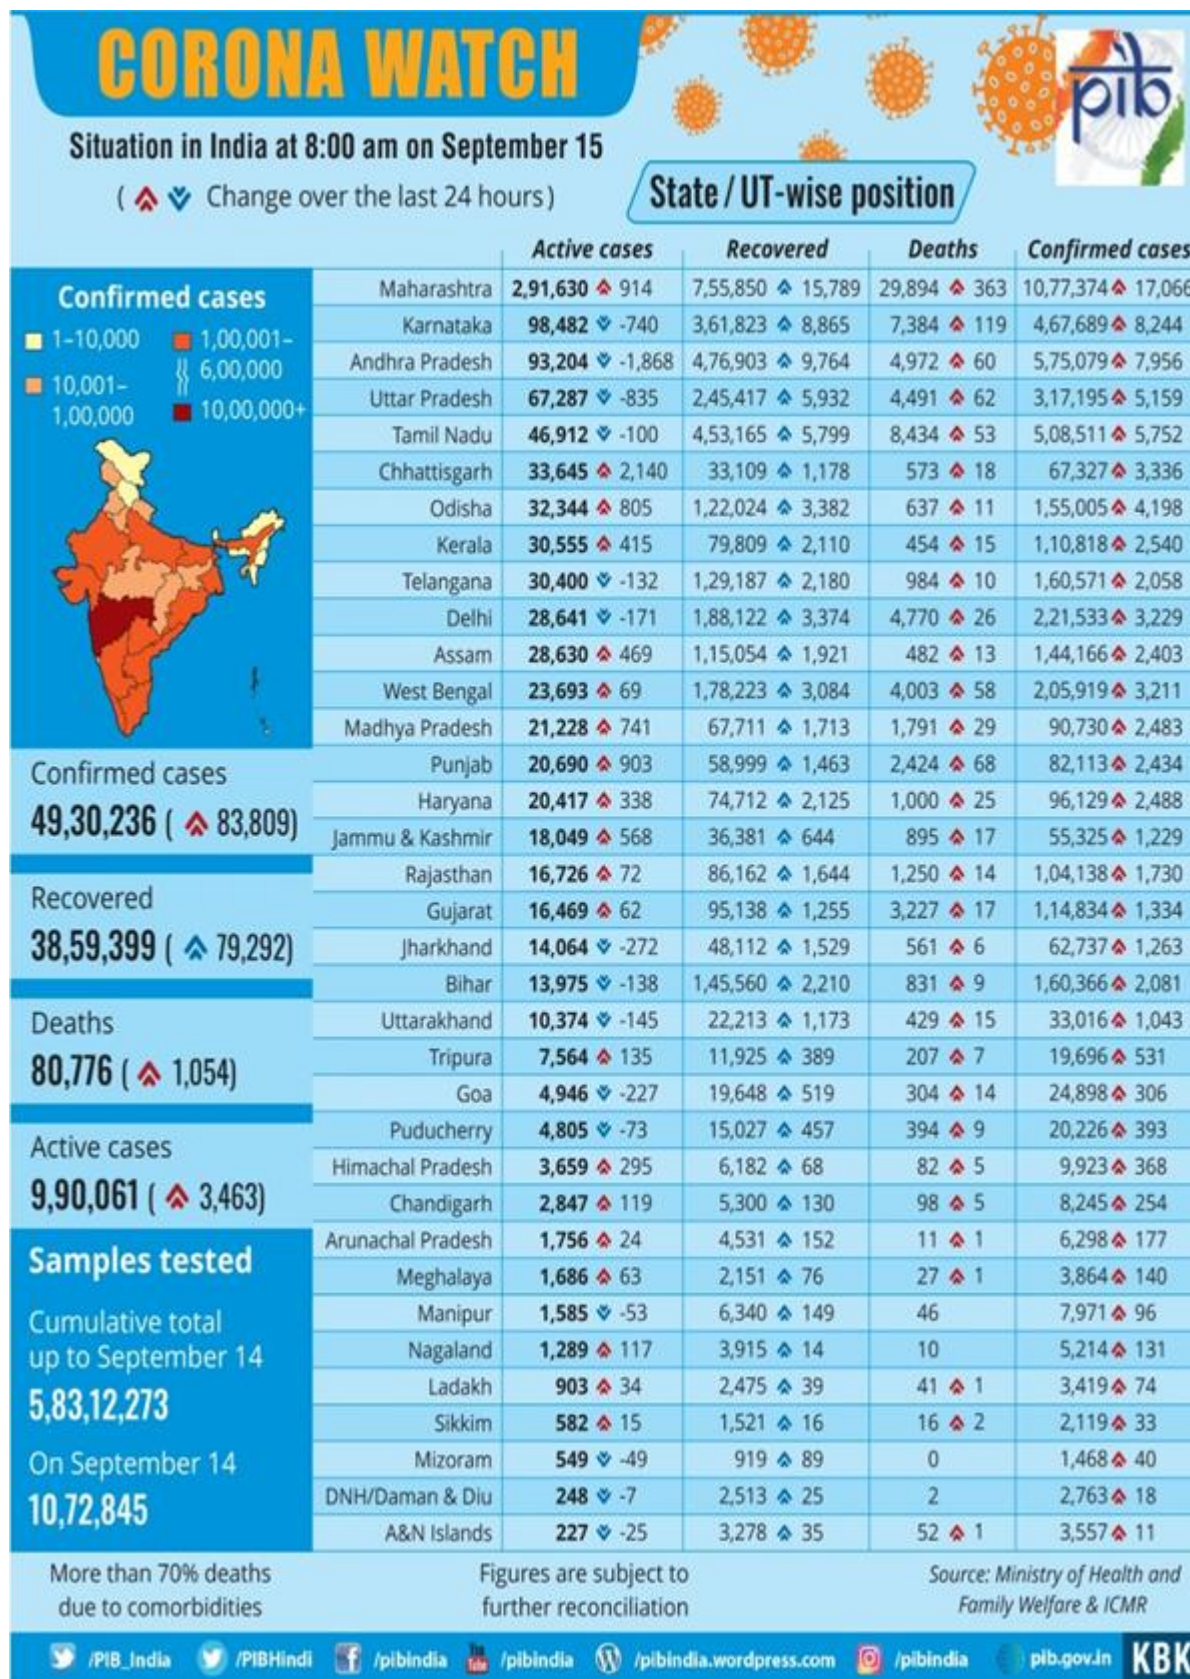 CORONA WATCH
pib
Situation in India at 8:00 am on September 15
( Change over the last 24 hours )
State / UT-wise position
Confirmed cases
1-10,000
10,001-
1,00,000
1,00,001-
6,00,000
10,00,000+
Confirmed cases
49,30,236 ( 83,809)
Recovered
38,59,399 ( 79,292)
Deaths
80,776 ( 1,054)
Active cases
9,90,061 ( 3,463)
Samples tested
Cumulative total
up to September 14
5,83,12,273
On September 14
10,72,845
Active cases Recovered Deaths Confirmed cases
Maharashtra 2,91,630 914 7,55,850 15,789 29,894 363 10,77,374 17,066
Karnataka 98,482 -740 3,61,823 8,865 7,384 119 4,67,689 8,244
Andhra Pradesh 93,204 -1,868 4,76,903 9,764 4,972 60 5,75,079 7,956
Uttar Pradesh 67,287 -835 2,45,417 5,932 4,491 62 3,17,195 5,159
Tamil Nadu 46,912 -100 4,53,165 5,799 8,434 53 5,08,511 5,752
Chhattisgarh 33,645 2,140 33,109 1,178 573 18 67,327 3,336
Odisha 32,344 805 1,22,024 3,382 637 11 1,55,005 4,198
Kerala 30,555 415 79,809 2,110 454 15 1,10,818 2,540
Telangana 30,400 -132 1,29,187 2,180 984 10 1,60,571 2,058
Delhi 28,641 -171 1,88,122 3,374 4,770 26 2,21,533 3,229
Assam 28,630 469 1,15,054 1,921 482 13 1,44,166 2,403
West Bengal 23,693 69 1,78,223 3,084 4,003 58 2,05,919 3,211
Madhya Pradesh 21,228 741 67,711 1,713 1,791 29 90,730 2,483
Punjab 20,690 903 58,999 1,463 2,424 68 82,113 2,434
Haryana 20,417 338 74,712 2,125 1,000 25 96,129 2,488
Jammu & Kashmir 18,049 568 36,381 644 895 17 55,325 1,229
Rajasthan 16,726 72 86,162 1,644 1,250 14 1,04,138 1,730
Gujarat 16,469 62 95,138 1,255 3,227 17 1,14,834 1,334
Jharkhand 14,064 -272 48,112 1,529 561 6 62,737 1,263
Bihar 13,975 -138 1,45,560 2,210 831 9 1,60,366 2,081
Uttarakhand 10,374 -145 22,213 1,173 429 15 33,016 1,043
Tripura 7,564 135 11,925 389 207 7 19,696 531
Goa 4,946 -227 19,648 519 304 14 24,898 306
Puducherry 4,805 -73 15,027 457 394 9 20,226 393
Himachal Pradesh 3,659 295 6,182 68 82 5 9,923 368
Chandigarh 2,847 119 5,300 130 98 5 8,245 254
Arunachal Pradesh 1,756 24 4,531 152 11 1 6,298 177
Meghalaya 1,686 63 2,151 76 27 1 3,864 140
Manipur 1,585 -53 6,340 149 46 7,971 96
Nagaland 1,289 117 3,915 14 10 5,214 131
Ladakh 903 34 2,475 39 41 1 3,419 74
Sikkim 582 15 1,521 16 16 2 2,119 33
Mizoram 549 -49 919 89 0 1,468 40
DNH/Daman & Diu 248 -7 2,513 25 2 2,763 18
A&N Islands 227 -25 3,278 35 52 1 3,557 11
More than 70% deaths
due to comorbidities
Figures are subject to
further reconciliation
Source: Ministry of Health and
Family Welfare & ICMR
/PIB_India /PIBHindi /pibindia You Tube /pibindia /pibindia.wordpress.com /pibindia pib.gov.in KBK